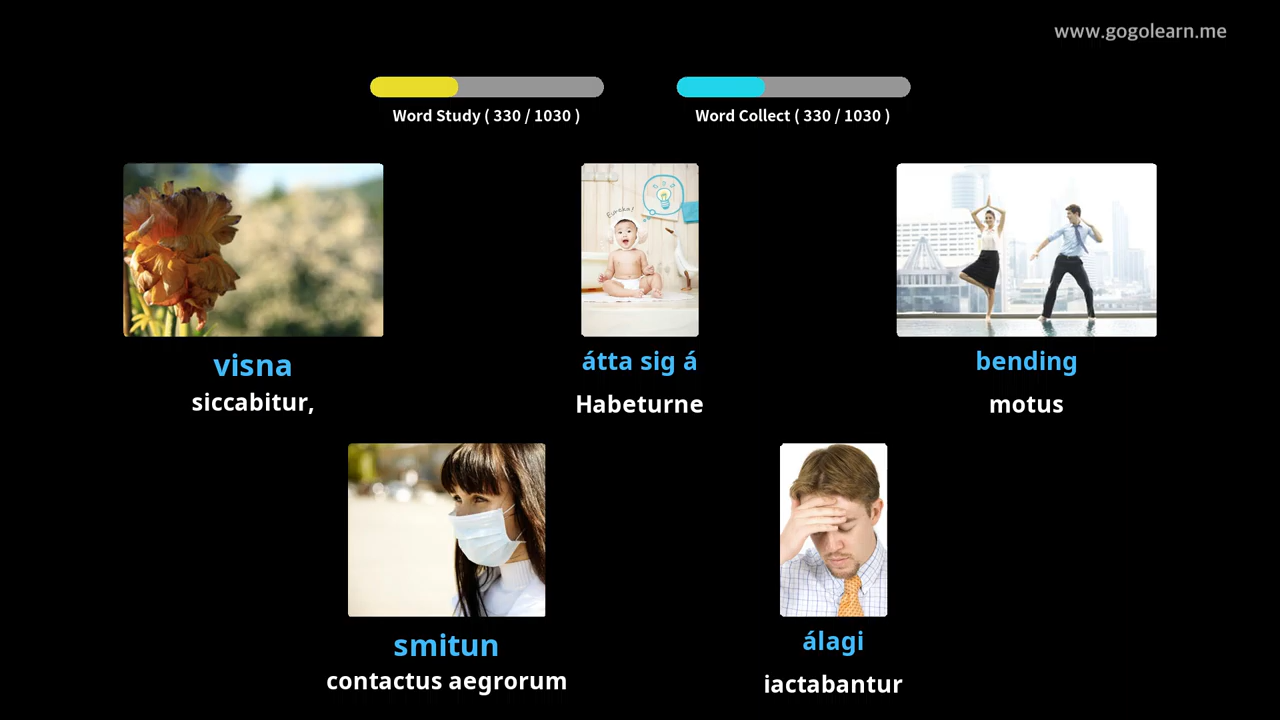 www.gogolearn.me
Word Study ( 330 / 1030 )
Word Collect ( 330 / 1030 )
Eureka!
visna
siccabitur,
átta sig á
Habeturne
bending
motus
smitun
contactus aegrorum
álagi
iactabantur